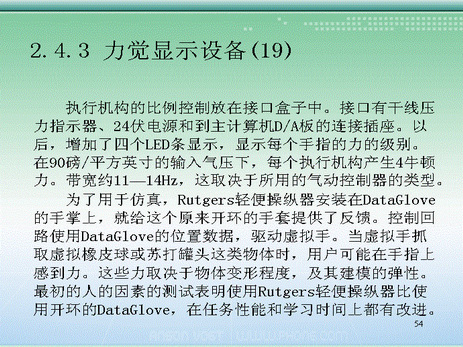 2.4.3 力觉显示设备(19)
执行机构的比例控制放在接口盒子中。接口有干线压
力指示器、24伏电源和到主计算机D/A板的连接插座。以
后，增加了四个LED条显示，显示每个手指的力的级别。
在90磅/平方英寸的输入气压下，每个执行机构产生4牛顿
力。带宽约11—14Hz，这取决于所用的气动控制器的类型。
为了用于仿真，Rutgers轻便操纵器安装在DataGlove
的手掌上，就给这个原来开环的手套提供了反馈。控制回
路使用DataGlove的位置数据，驱动虚拟手。当虚拟手抓
取虚拟橡皮球或苏打罐头这类物体时，用户可能在手指上
感到力。这些力取决于物体变形程度，及其建模的弹性。
最初的人的因素的测试表明使用Rutgers轻便操纵器比使
用开环的DataGlove，在任务性能和学习时间上都有改进。
54